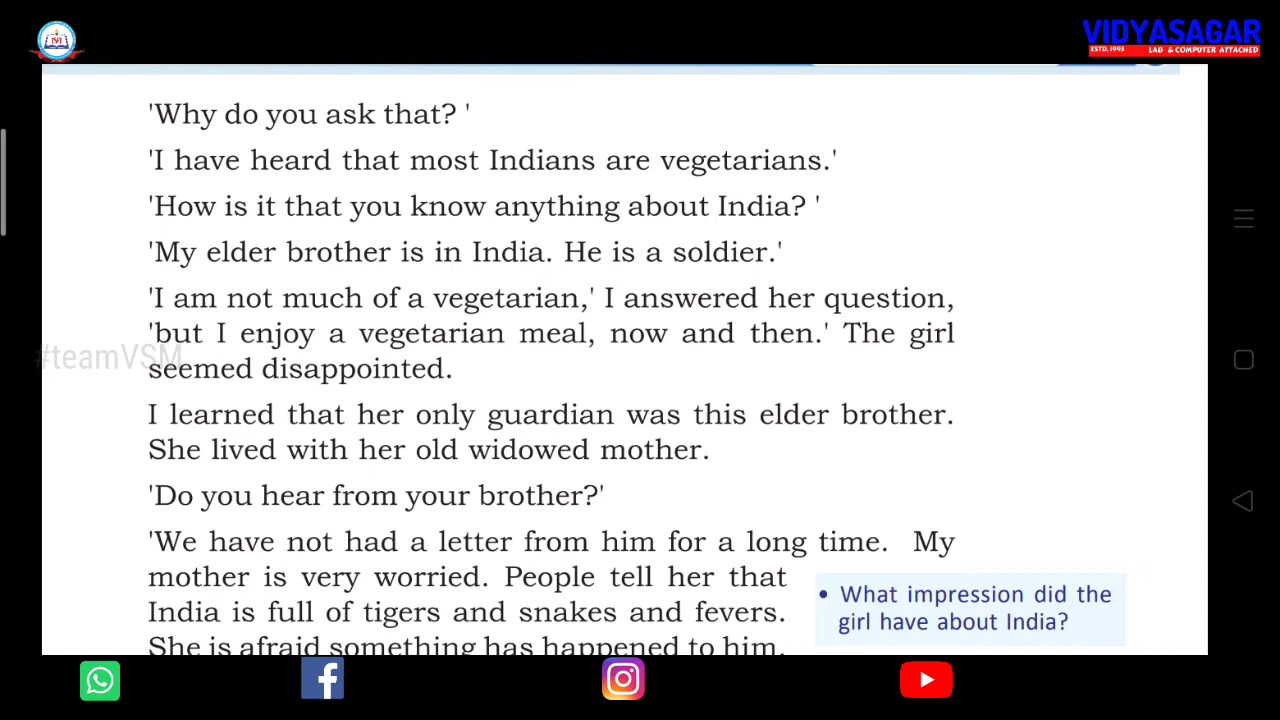 VIDYASAGAR
ESTD. 1993 LAB & COMPUTER ATTACHED
'Why do you ask that? '
'I have heard that most Indians are vegetarians.'
'How is it that you know anything about India? '
'My elder brother is in India. He is a soldier.'
'I am not much of a vegetarian,' I answered her question,
'but I enjoy a vegetarian meal, now and then.' The girl
#teamVSM
seemed disappointed.
I learned that her only guardian was this elder brother.
She lived with her old widowed mother.
'Do you hear from your brother?'
'We have not had a letter from him for a long time. My
mother is very worried. People tell her that
India is full of tigers and snakes and fevers.
She is afraid something has happened to him.
• What impression did the
girl have about India?